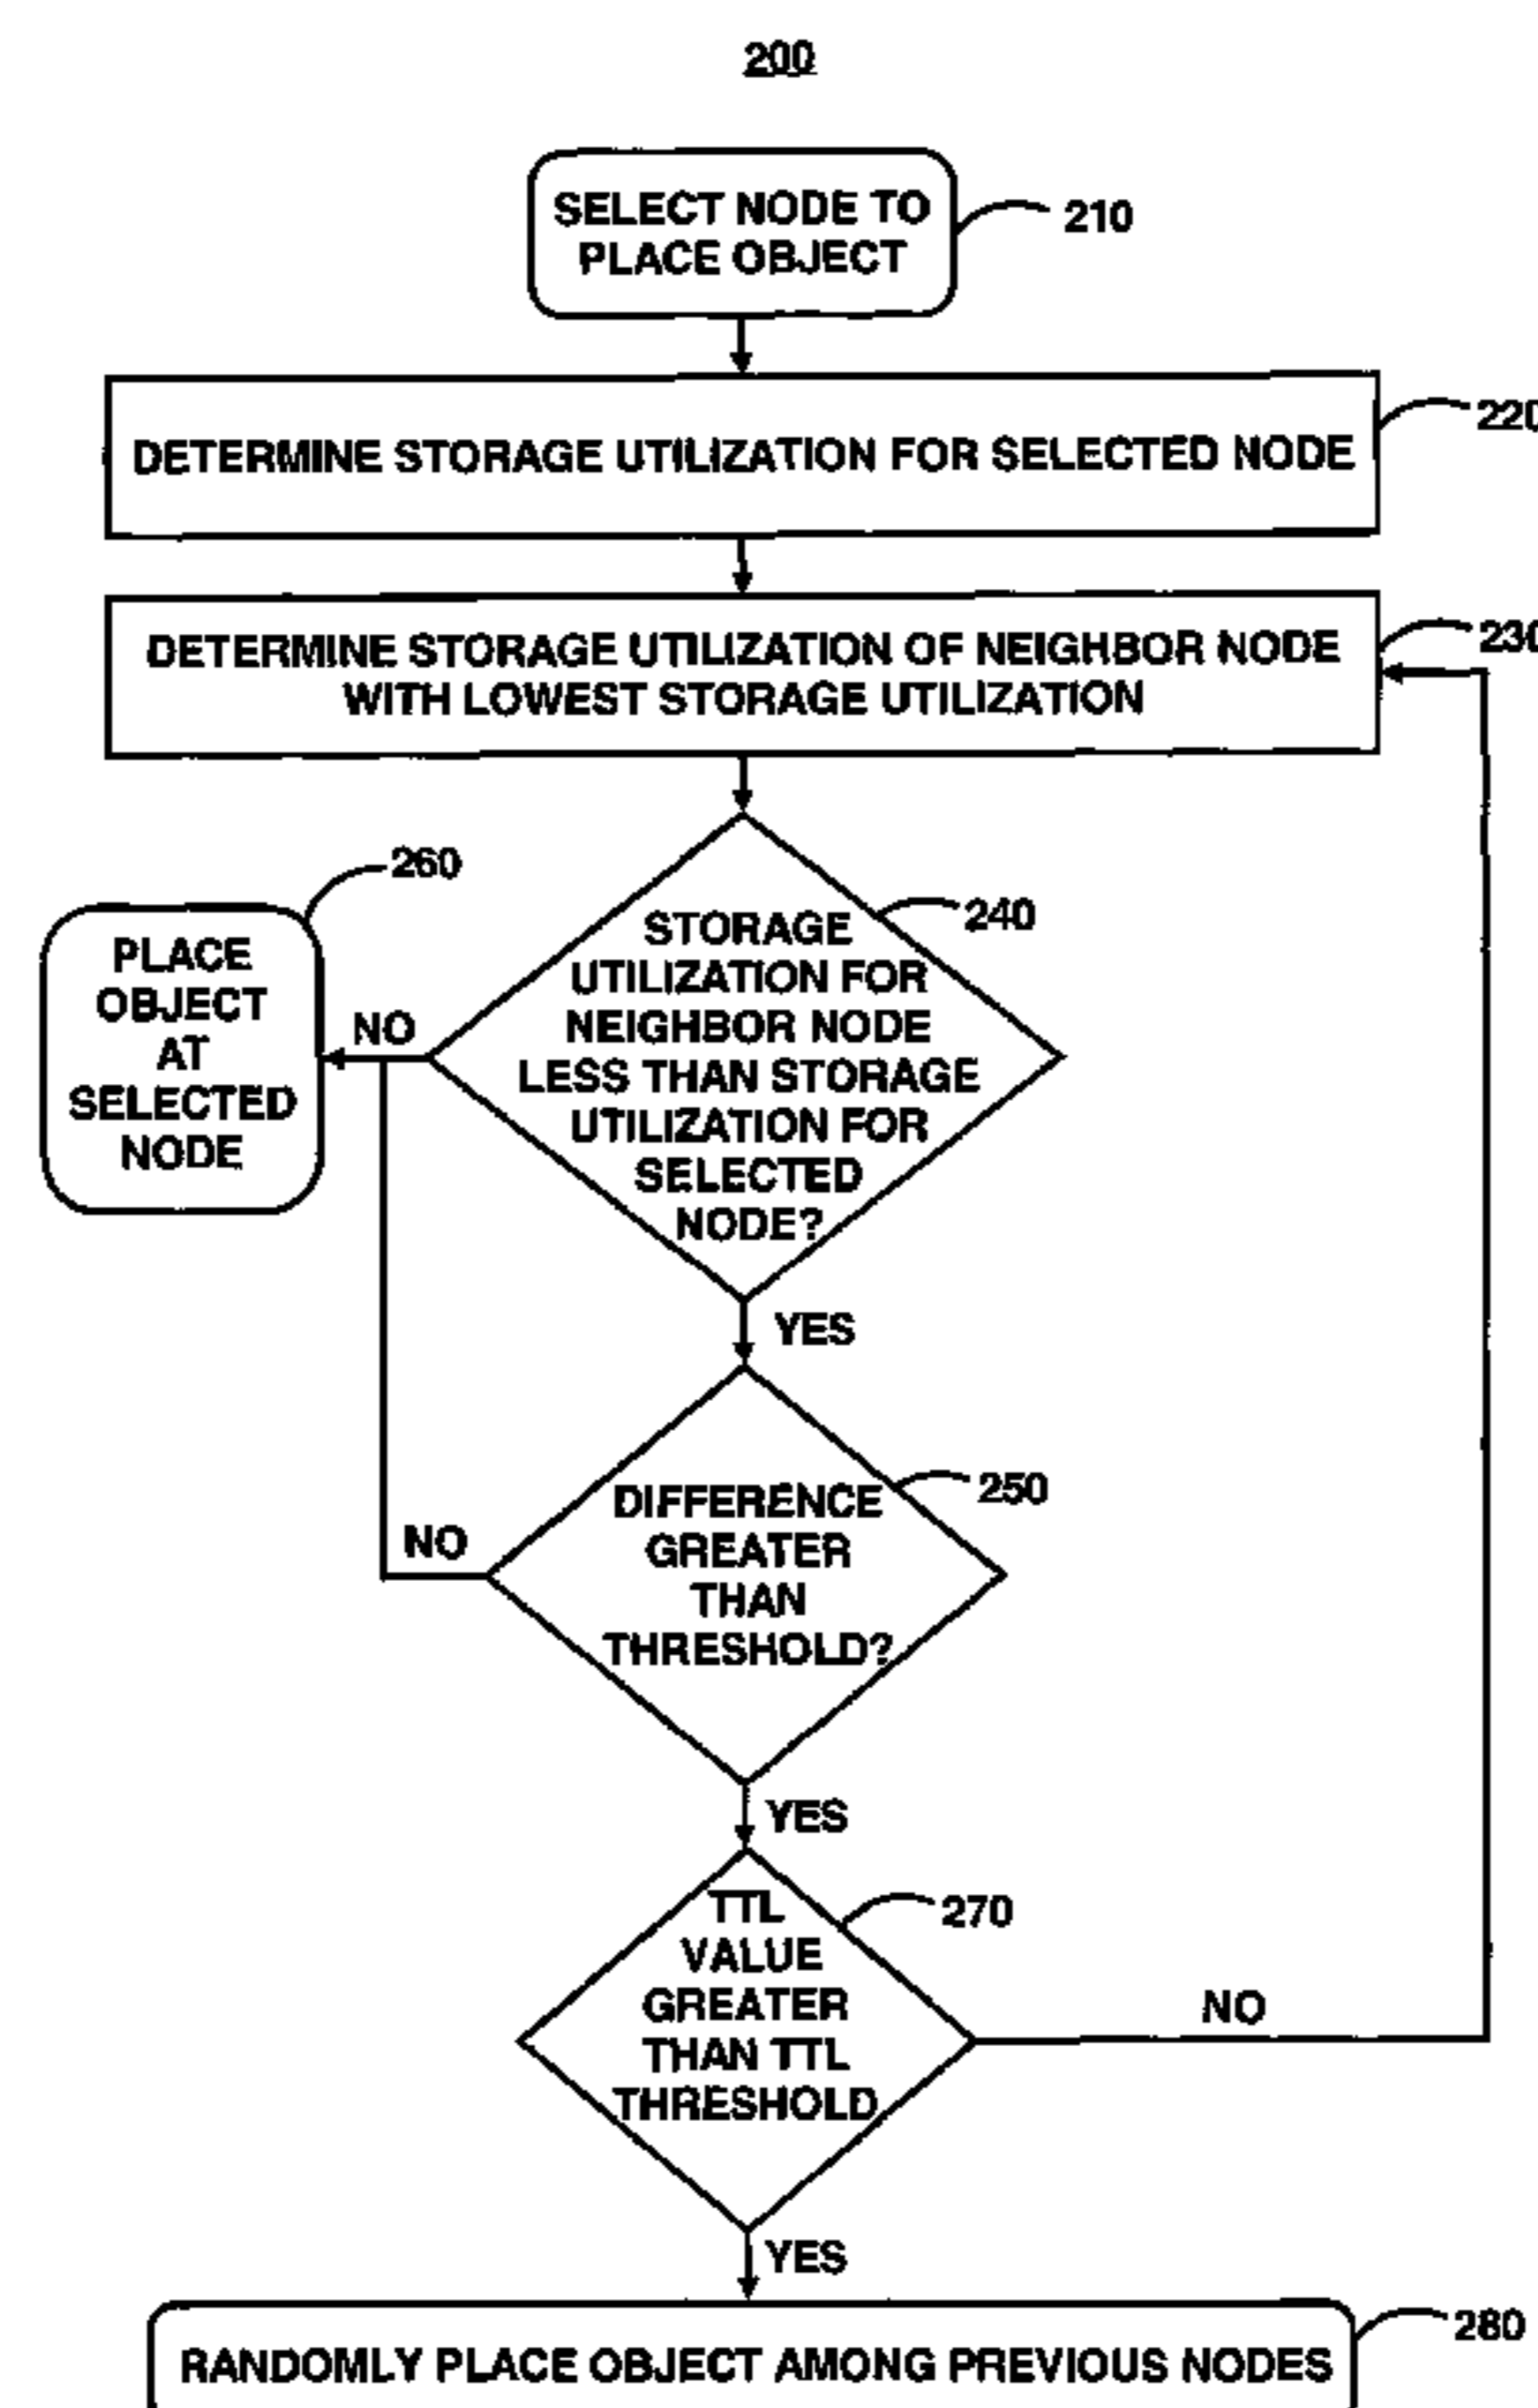 200
SELECT NODE TO
PLACE OBJECT
210
DETERMINE STORAGE UTILIZATION FOR SELECTED NODE
220
DETERMINE STORAGE UTILIZATION OF NEIGHBOR NODE
WITH LOWEST STORAGE UTILIZATION
230
260
PLACE
OBJECT
AT
SELECTED
NODE
NO
240
STORAGE
UTILIZATION FOR
NEIGHBOR NODE
LESS THAN STORAGE
UTILIZATION FOR
SELECTED
NODE?
YES
250
DIFFERENCE
GREATER
THAN
THRESHOLD?
NO
YES
270
TTL
VALUE
GREATER
THAN TTL
THRESHOLD
NO
YES
280
RANDOMLY PLACE OBJECT AMONG PREVIOUS NODES